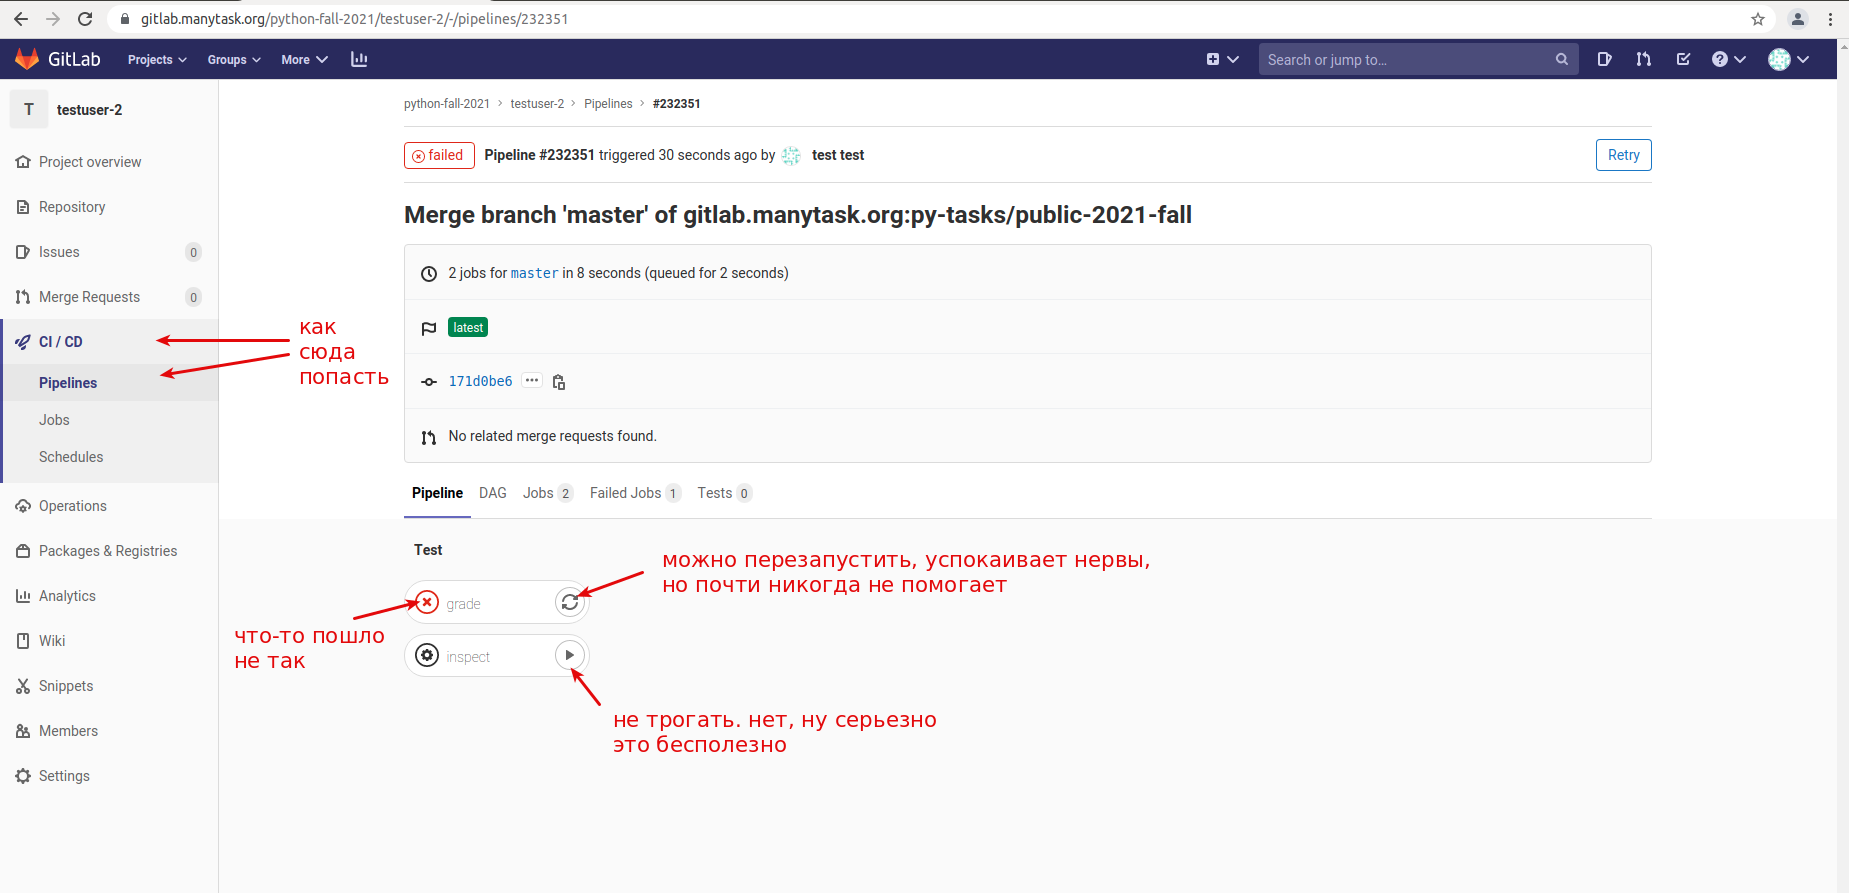 gitlab.manytask.org/python-fall-2021/testuser-2/-/pipelines/232351
GitLab
Projects
Groups
More
Search or jump to...
T
testuser-2
Project overview
Repository
Issues 0
Merge Requests 0
CI / CD
Pipelines
Jobs
Schedules
Operations
Packages & Registries
Analytics
Wiki
Snippets
Members
Settings
python-fall-2021 › testuser-2 › Pipelines › #232351
failed Pipeline #232351 triggered 30 seconds ago by test test
Retry
Merge branch 'master' of gitlab.manytask.org:py-tasks/public-2021-fall
2 jobs for master in 8 seconds (queued for 2 seconds)
latest
171d0be6
No related merge requests found.
Pipeline DAG Jobs 2 Failed Jobs 1 Tests 0
Test
grade
inspect
как
сюда
попасть
можно перезапустить, успокаивает нервы,
но почти никогда не помогает
что-то пошло
не так
не трогать. нет, ну серьезно
это бесполезно